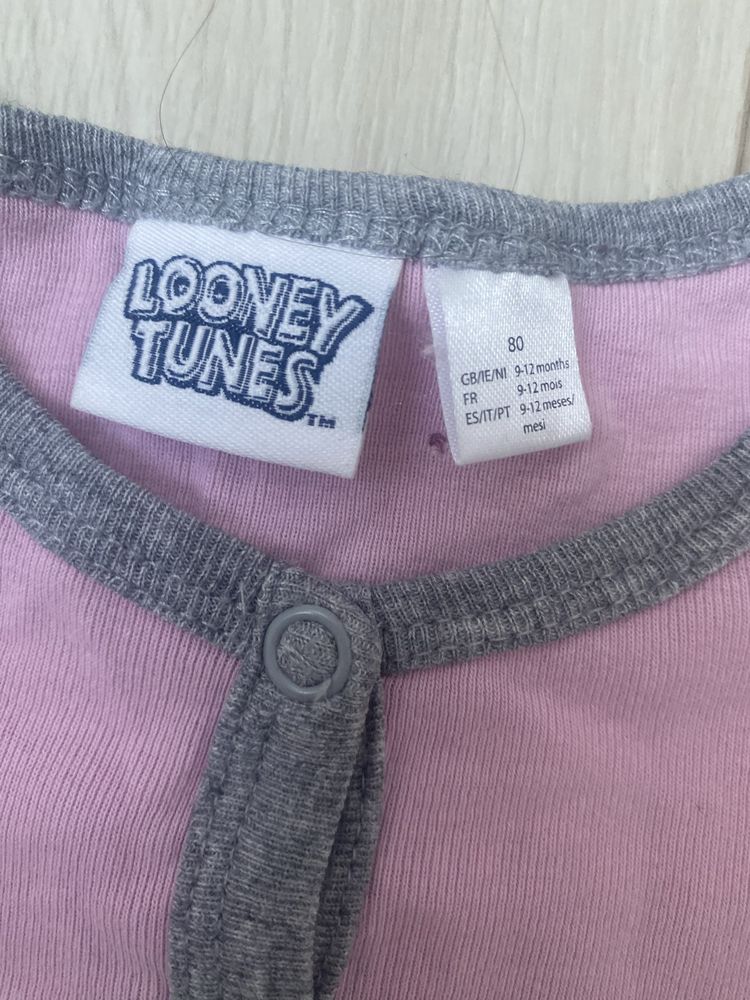 LOONEY
TUNES
TM
80
GB/IE/NI 9-12 months
FR 9-12 mois
ES/IT/PT 9-12 meses/
mesi